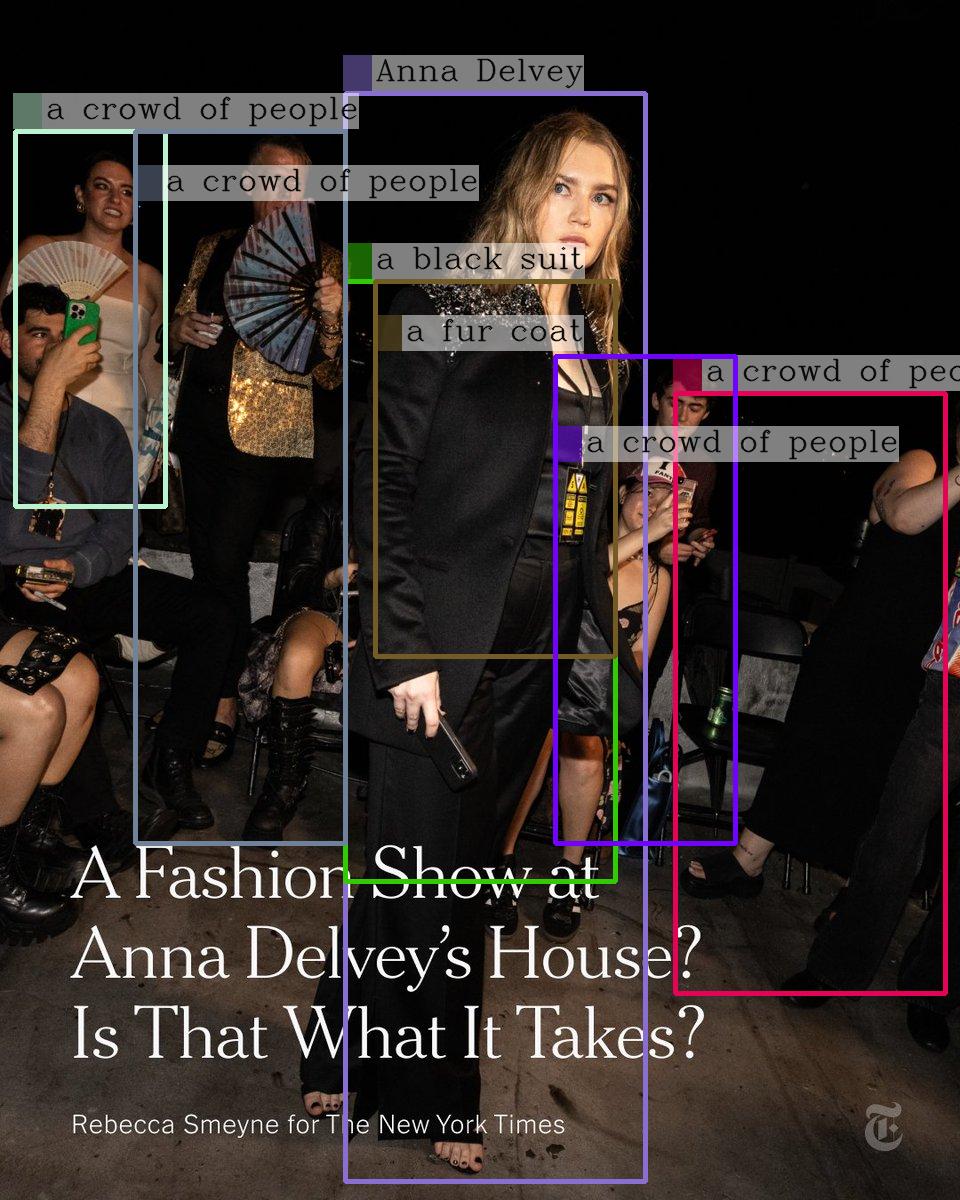 Anna Delvey
a crowd of people
a crowd of people
a black suit
a fur coat
a crowd of peo
a crowd of people
A Fashion Show at
Anna Delvey's House?
Is That What It Takes?
Rebecca Smeyne for The New York Times